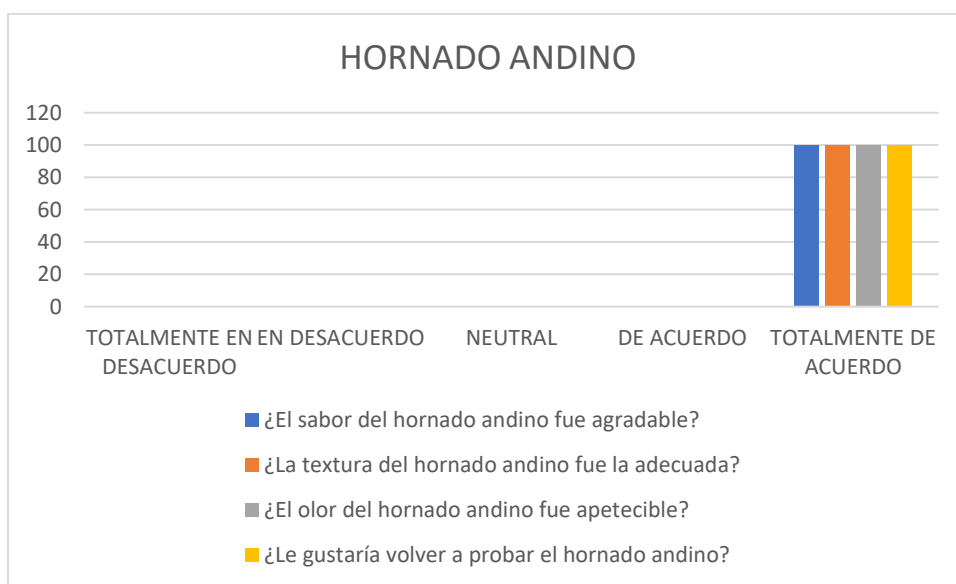 HORNADO ANDINO
120
100
80
60
40
20
0
TOTALMENTE EN EN DESACUERDO NEUTRAL DE ACUERDO TOTALMENTE DE
DESACUERDO ACUERDO
¿El sabor del hornado andino fue agradable?
¿La textura del hornado andino fue la adecuada?
¿El olor del hornado andino fue apetecible?
¿Le gustaría volver a probar el hornado andino?